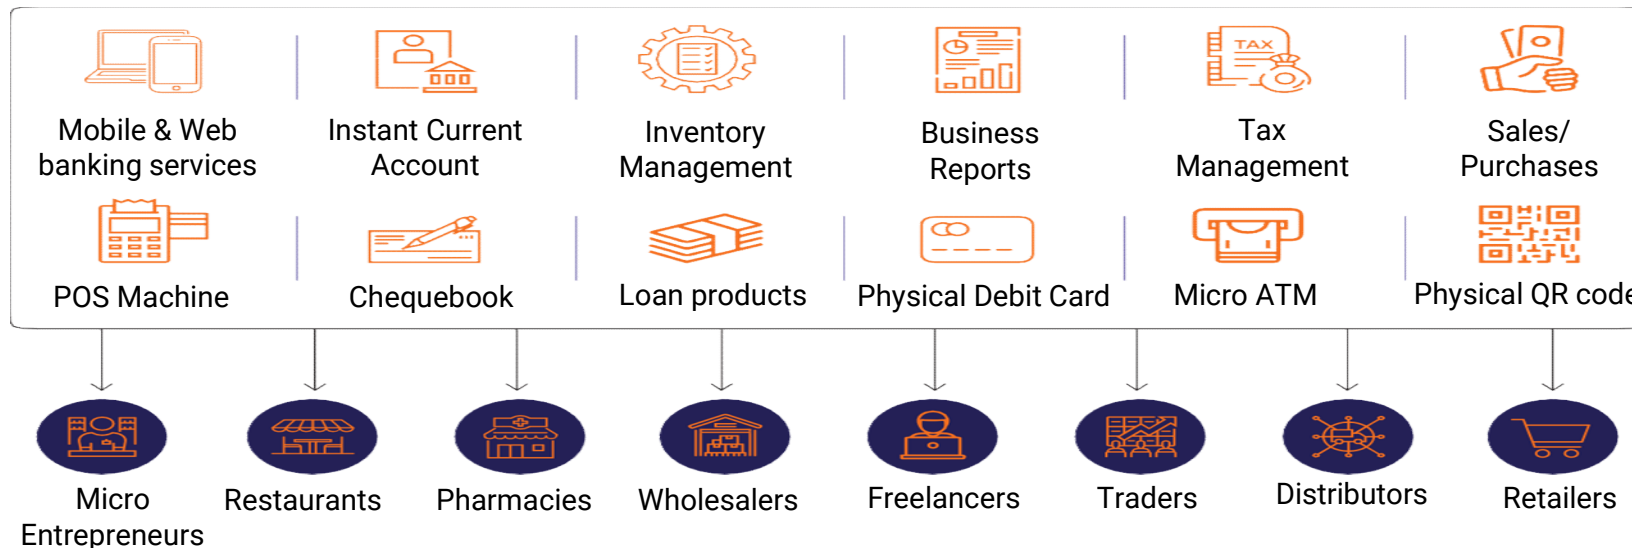 Mobile & Web
banking services
Instant Current
Account
Inventory
Management
Business
Reports
TAX
Tax
Management
Sales/
Purchases
POS Machine
Chequebook
Loan products
Physical Debit Card
Micro ATM
Physical QR code
Micro
Entrepreneurs
Restaurants
Pharmacies
Wholesalers
Freelancers
Traders
Distributors
Retailers